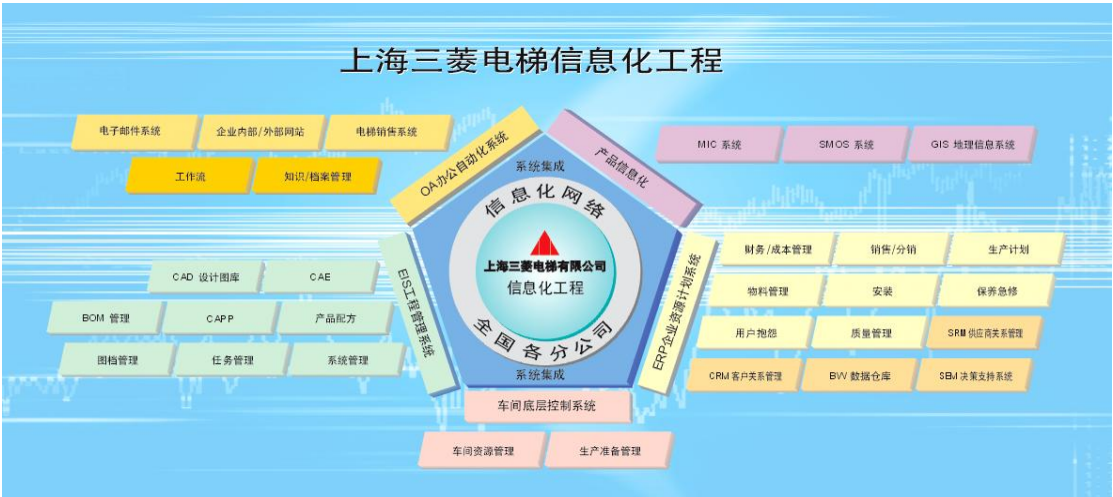 上海三菱电梯信息化工程
电子邮件系统
企业内部/外部网站
电梯销售系统
工作流
知识/档案管理
OA办公自动化系统
产品信息化
MIC 系统
SMOS 系统
GIS 地理信息系统
系统集成
信息化网络
上海三菱电梯有限公司
信息化工程
全国各分公司
系统集成
EIS工程管理系统
CAD 设计图库
CAE
BOM 管理
CAPP
产品配方
图档管理
任务管理
系统管理
ERP企业资源计划系统
财务/成本管理
销售/分销
生产计划
物料管理
安装
保养急修
用户抱怨
质量管理
SRM 供应商关系管理
CRM 客户关系管理
BW 数据仓库
SEM 决策支持系统
车间底层控制系统
车间资源管理
生产准备管理